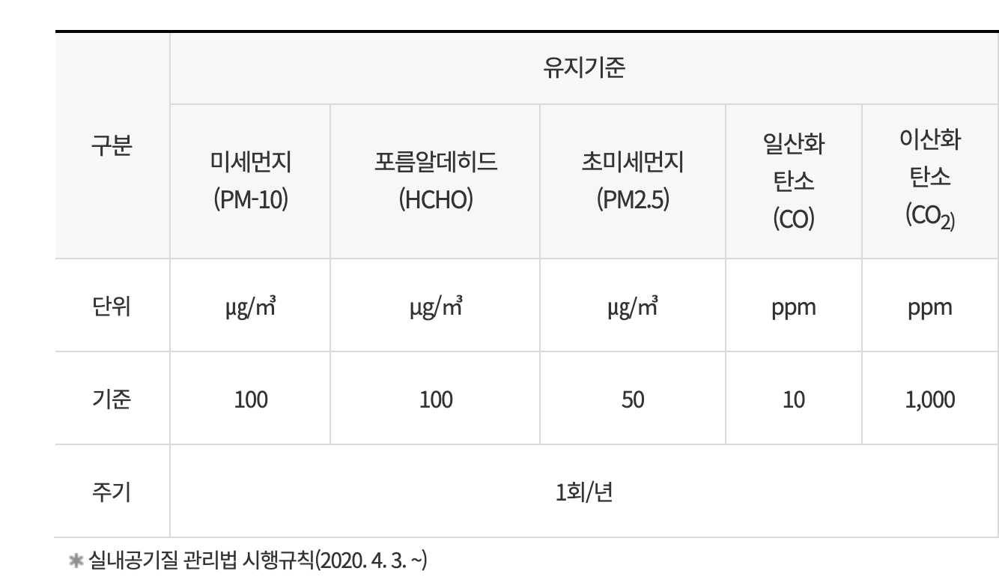 유지기준
구분
미세먼지
(PM-10)
포름알데히드
(HCHO)
초미세먼지
(PM2.5)
일산화
탄소
(CO)
이산화
탄소
(CO₂)
단위 µg/㎥ µg/㎥ µg/㎥ ppm ppm
기준 100 100 50 10 1,000
주기 1회/년
✱ 실내공기질 관리법 시행규칙(2020. 4. 3. ~)